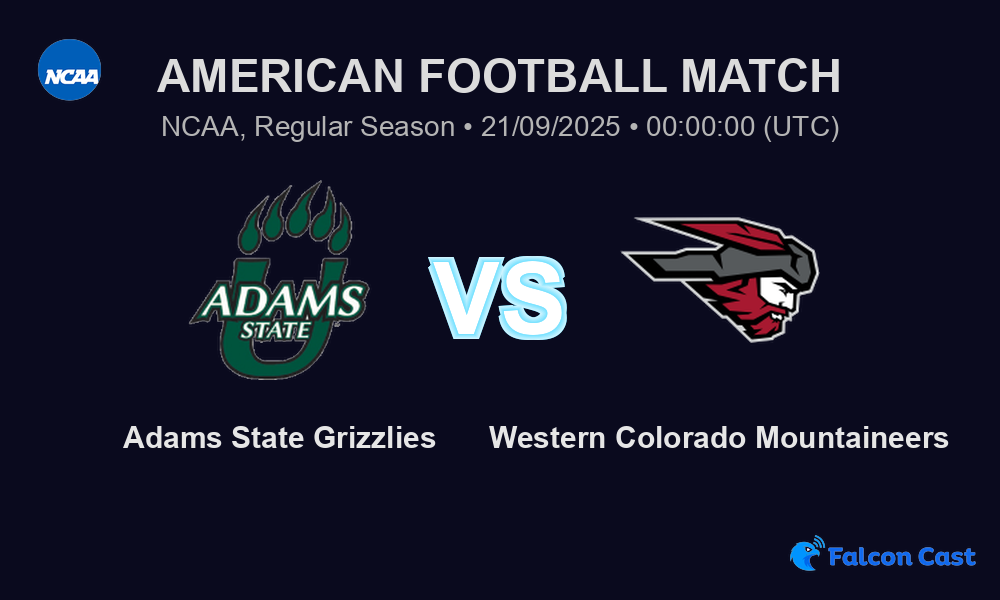 NCAA
AMERICAN FOOTBALL MATCH
NCAA, Regular Season • 21/09/2025 • 00:00:00 (UTC)
ADAMS
STATE
VS
Adams State Grizzlies
Western Colorado Mountaineers
Falcon Cast